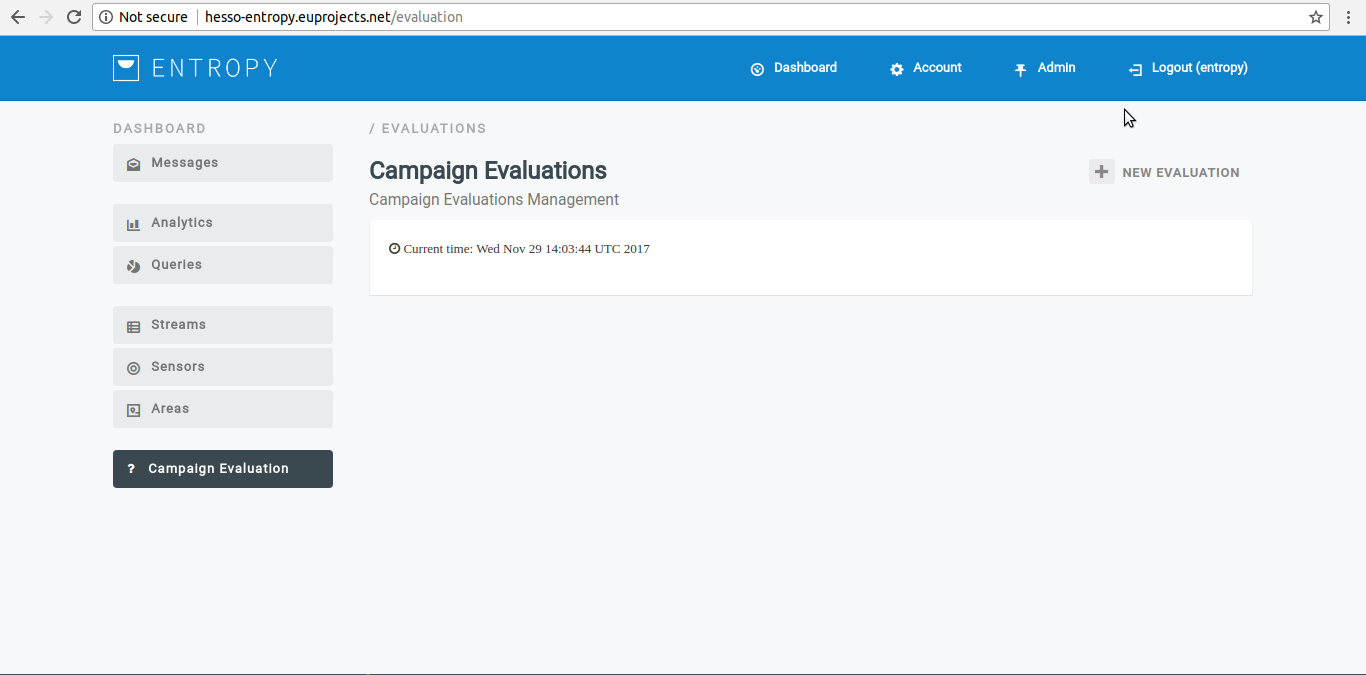 Not secure hesso-entropy.euprojects.net/evaluation
ENTROPY Dashboard Account Admin Logout (entropy)
DASHBOARD
Messages
Analytics
Queries
Streams
Sensors
Areas
? Campaign Evaluation
/ EVALUATIONS
Campaign Evaluations
NEW EVALUATION
Campaign Evaluations Management
Current time: Wed Nov 29 14:03:44 UTC 2017